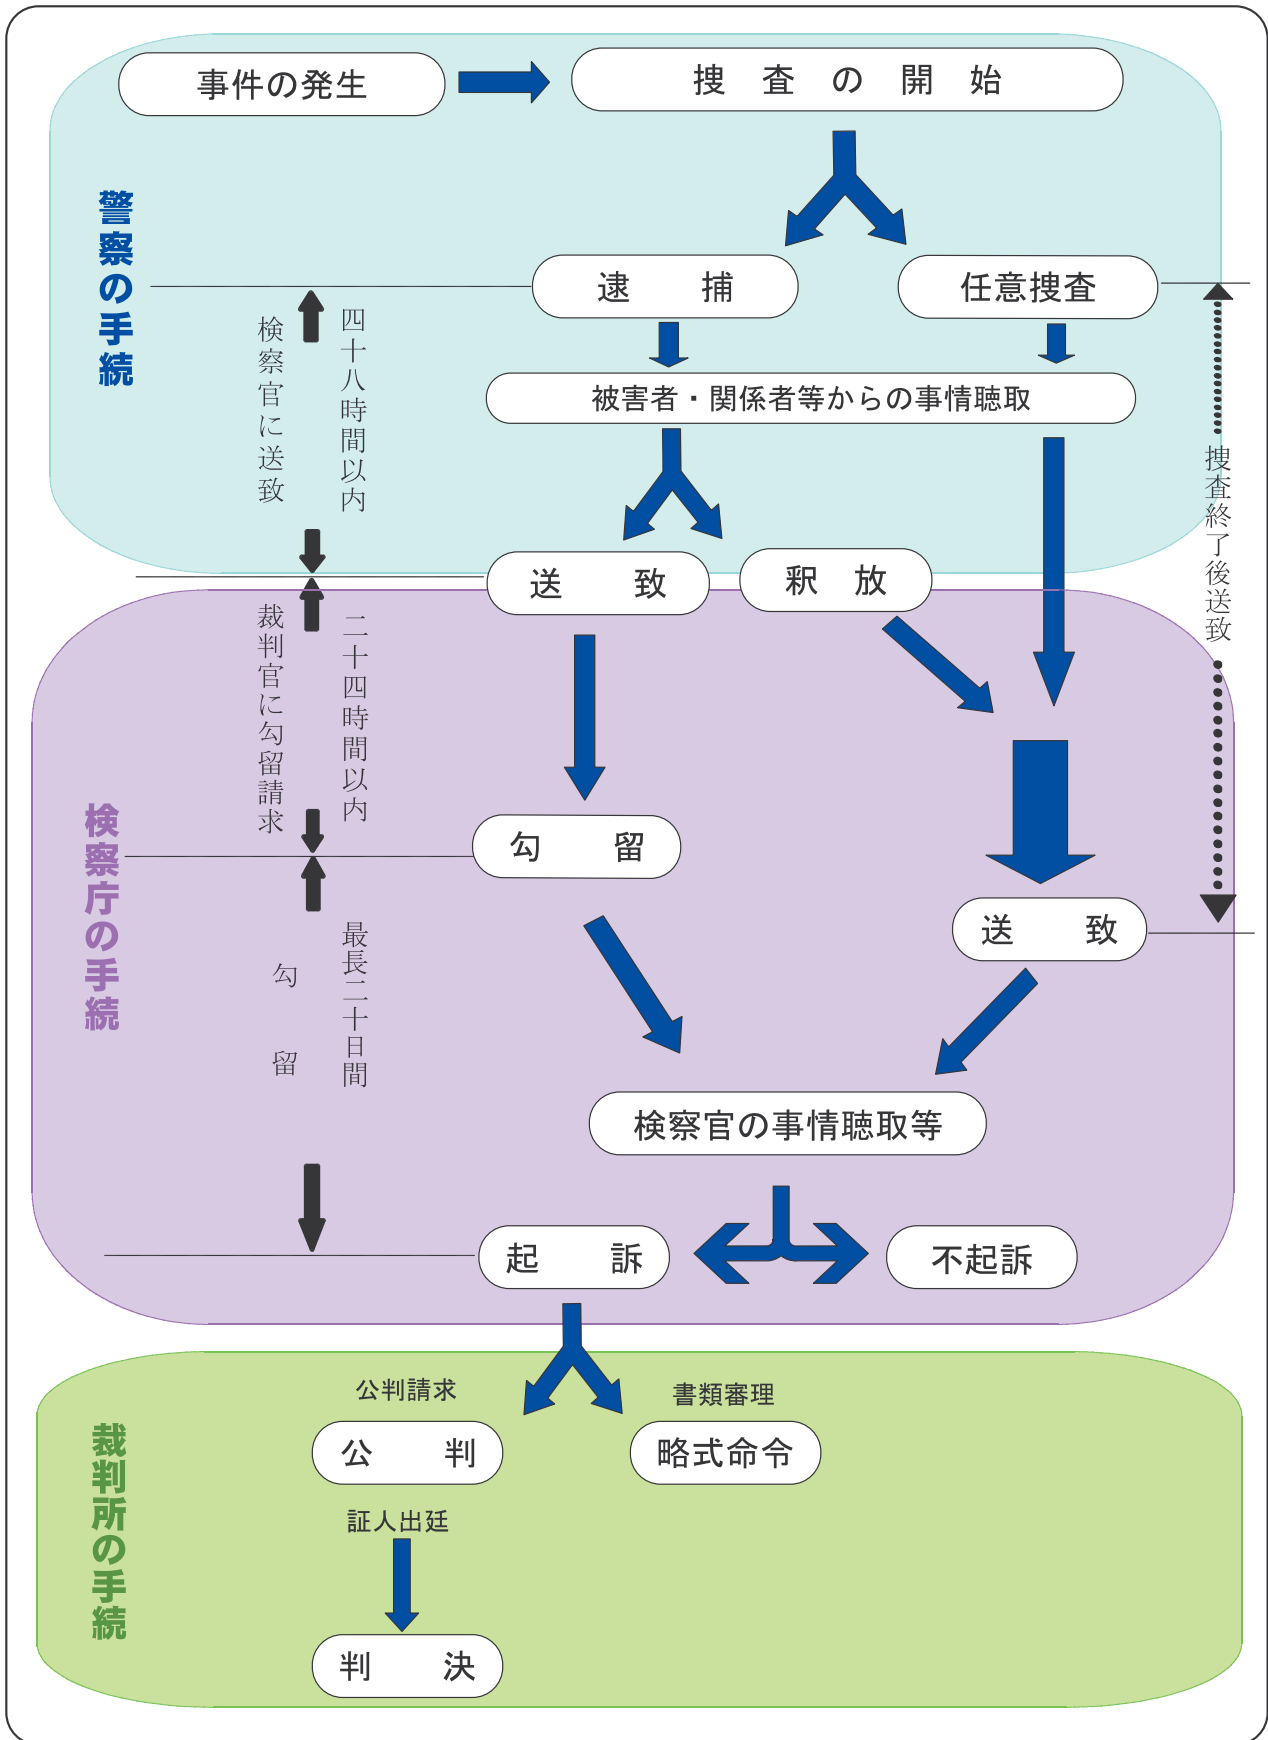 事件の発生
捜査の開始
警察の手続
逮捕
任意捜査
四十八時間以内
検察官に送致
被害者・関係者等からの事情聴取
捜査終了後送致
送致
釈放
二十四時間以内
裁判官に勾留請求
検察庁の手続
勾留
送致
最長二十日間
勾留
検察官の事情聴取等
起訴
不起訴
裁判所の手続
公判請求
書類審理
公判
略式命令
証人出廷
判決